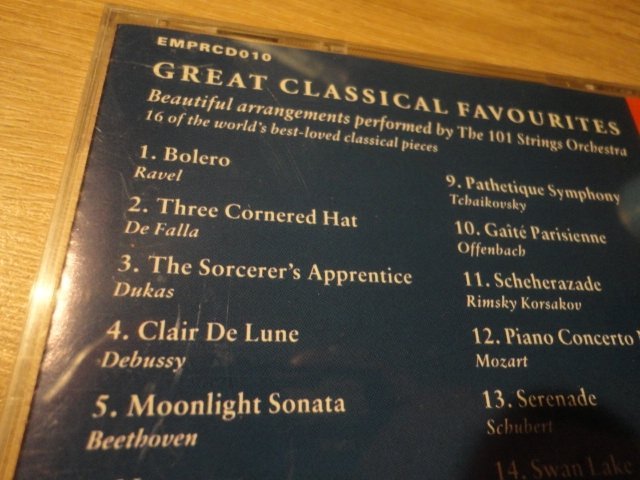 EMPRCD010
GREAT CLASSICAL FAVOURITES
Beautiful arrangements performed by The 101 Strings Orchestra
16 of the world's best-loved classical pieces
1. Bolero
Ravel
2. Three Cornered Hat
De Falla
3. The Sorcerer's Apprentice
Dukas
4. Clair De Lune
Debussy
5. Moonlight Sonata
Beethoven
9. Pathetique Symphony
Tchaikovsky
10. Gaîté Parisienne
Offenbach
11. Scheherazade
Rimsky Korsakov
12. Piano Concerto
Mozart
13. Serenade
Schubert
14. Swan Lake